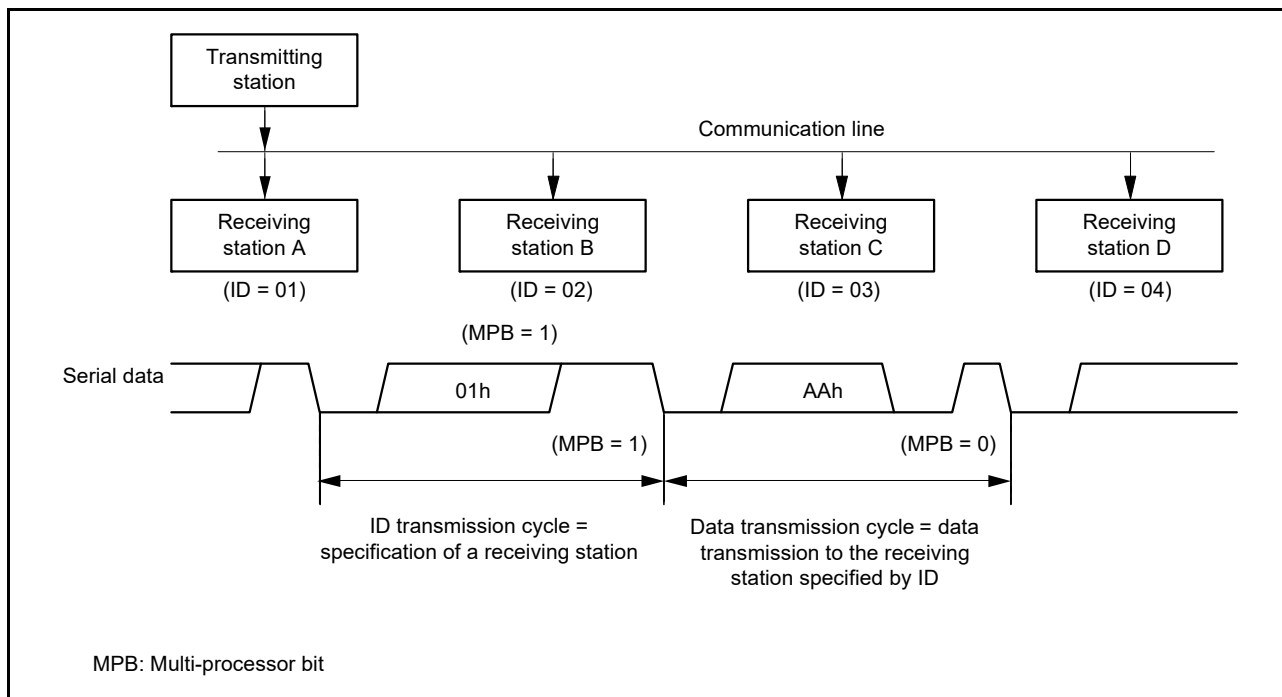 Transmitting
station
Communication line
Receiving
station A
Receiving
station B
Receiving
station C
Receiving
station D
(ID = 01)
(ID = 02)
(ID = 03)
(ID = 04)
(MPB = 1)
Serial data
01h
AAh
(MPB = 1)
(MPB = 0)
ID transmission cycle =
specification of a receiving station
Data transmission cycle = data
transmission to the receiving
station specified by ID
MPB: Multi-processor bit